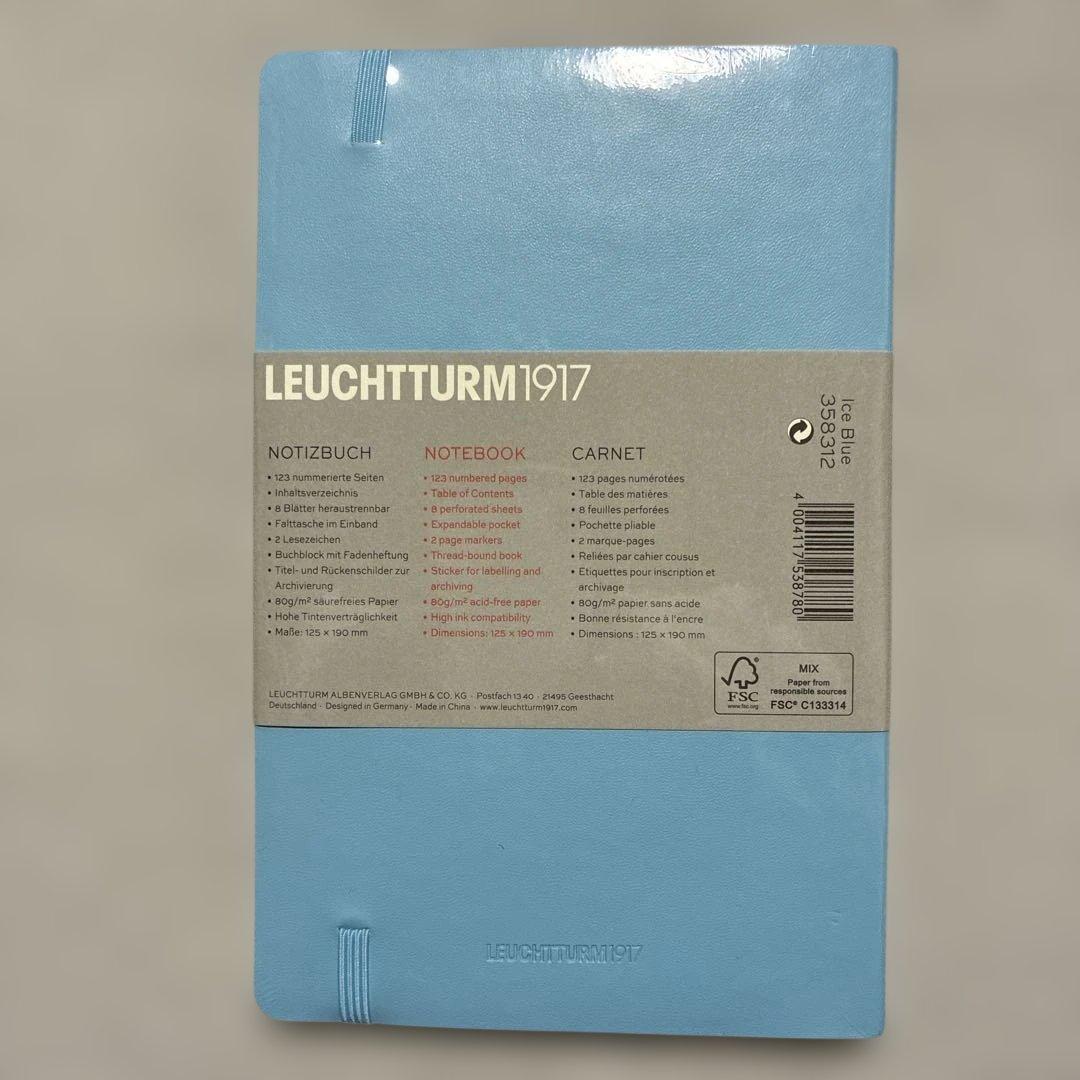 LEUCHTTURM1917
NOTIZBUCH
• 123 nummerierte Seiten
• Inhaltsverzeichnis
• 8 Blätter heraustrennbar
• Falttasche im Einband
• 2 Lesezeichen
• Buchblock mit Fadenheftung
• Titel- und Rückenschilder zur
Archivierung
• 80g/m² säurefreies Papier
• Hohe Tintenverträglichkeit
• Maße: 125 x 190 mm
NOTEBOOK
• 123 numbered pages
• Table of Contents
• 8 perforated sheets
• Expandable pocket
• 2 page markers
• Thread-bound book
• Sticker for labelling and
archiving
• 80g/m² acid-free paper
• High ink compatibility
• Dimensions: 125 x 190 mm
CARNET
• 123 pages numérotées
• Table des matières
• 8 feuilles perforées
• Pochette pliable
• 2 marque-pages
• Reliées par cahier cousus
• Etiquettes pour inscription et
archivage
• 80g/m² papier sans acide
• Bonne résistance à l'encre
• Dimensions : 125 x 190 mm
Ice Blue
358312
4 004117 538780
FSC®
www.fsc.org
MIX
Paper from
responsible sources
FSC® C133314
LEUCHTTURM ALBENVERLAG GMBH & CO. KG · Postfach 13 40 · 21495 Geesthacht
Deutschland · Designed in Germany · Made in China · www.leuchtturm1917.com
LEUCHTTURM1917